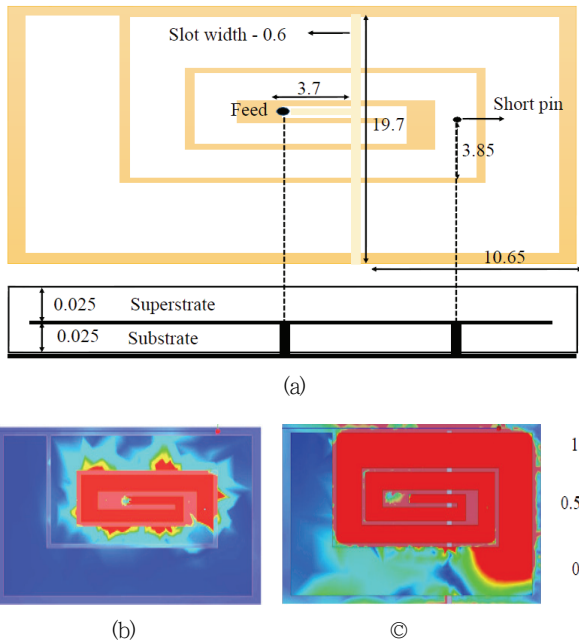 Slot width - 0.6
3.7
Feed
Short pin
19.7
3.85
10.65
0.025 Superstrate
0.025 Substrate
(a)
1
0.5
0
(b) ©